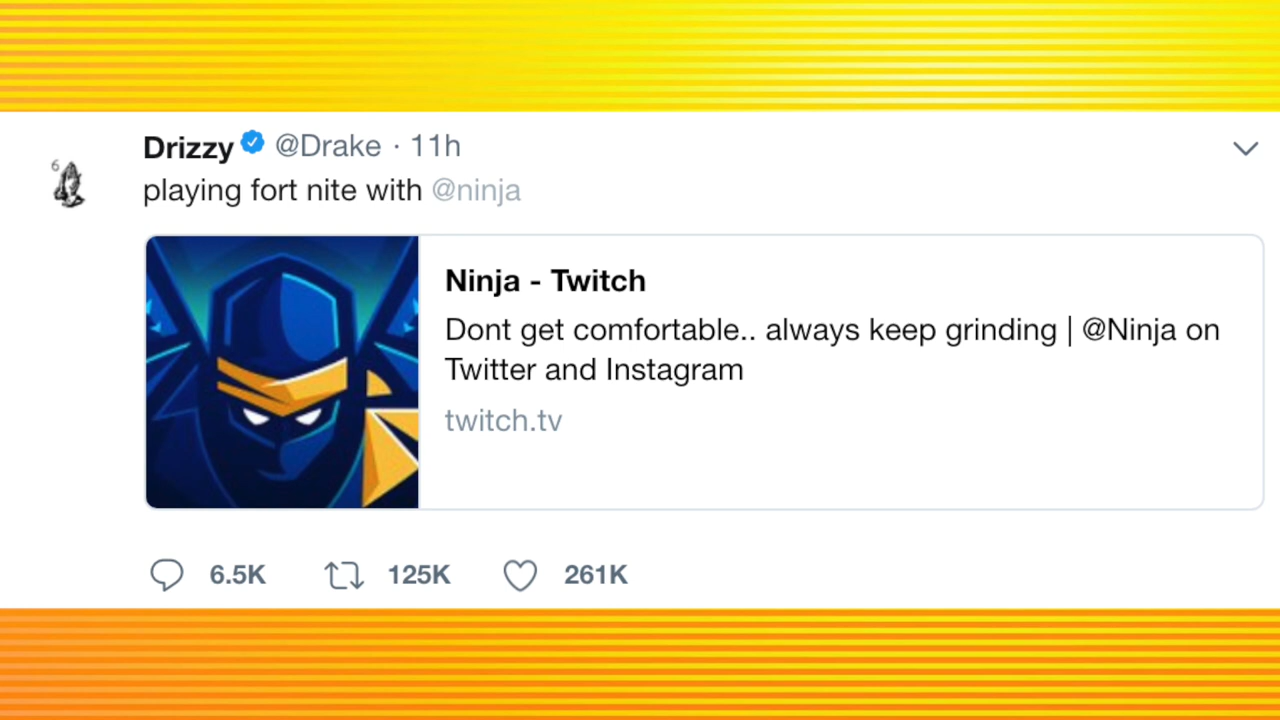 Drizzy @Drake · 11h
playing fort nite with @ninja
6
Ninja - Twitch
Dont get comfortable.. always keep grinding | @Ninja on
Twitter and Instagram
twitch.tv
6.5K 125K 261K